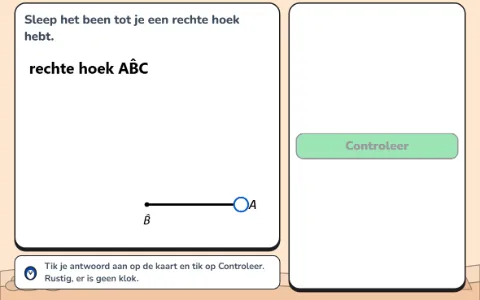 Sleep het been tot je een rechte hoek
hebt.
rechte hoek AB̂C
A
B̂
Controleer
Tik je antwoord aan op de kaart en tik op Controleer.
Rustig, er is geen klok.